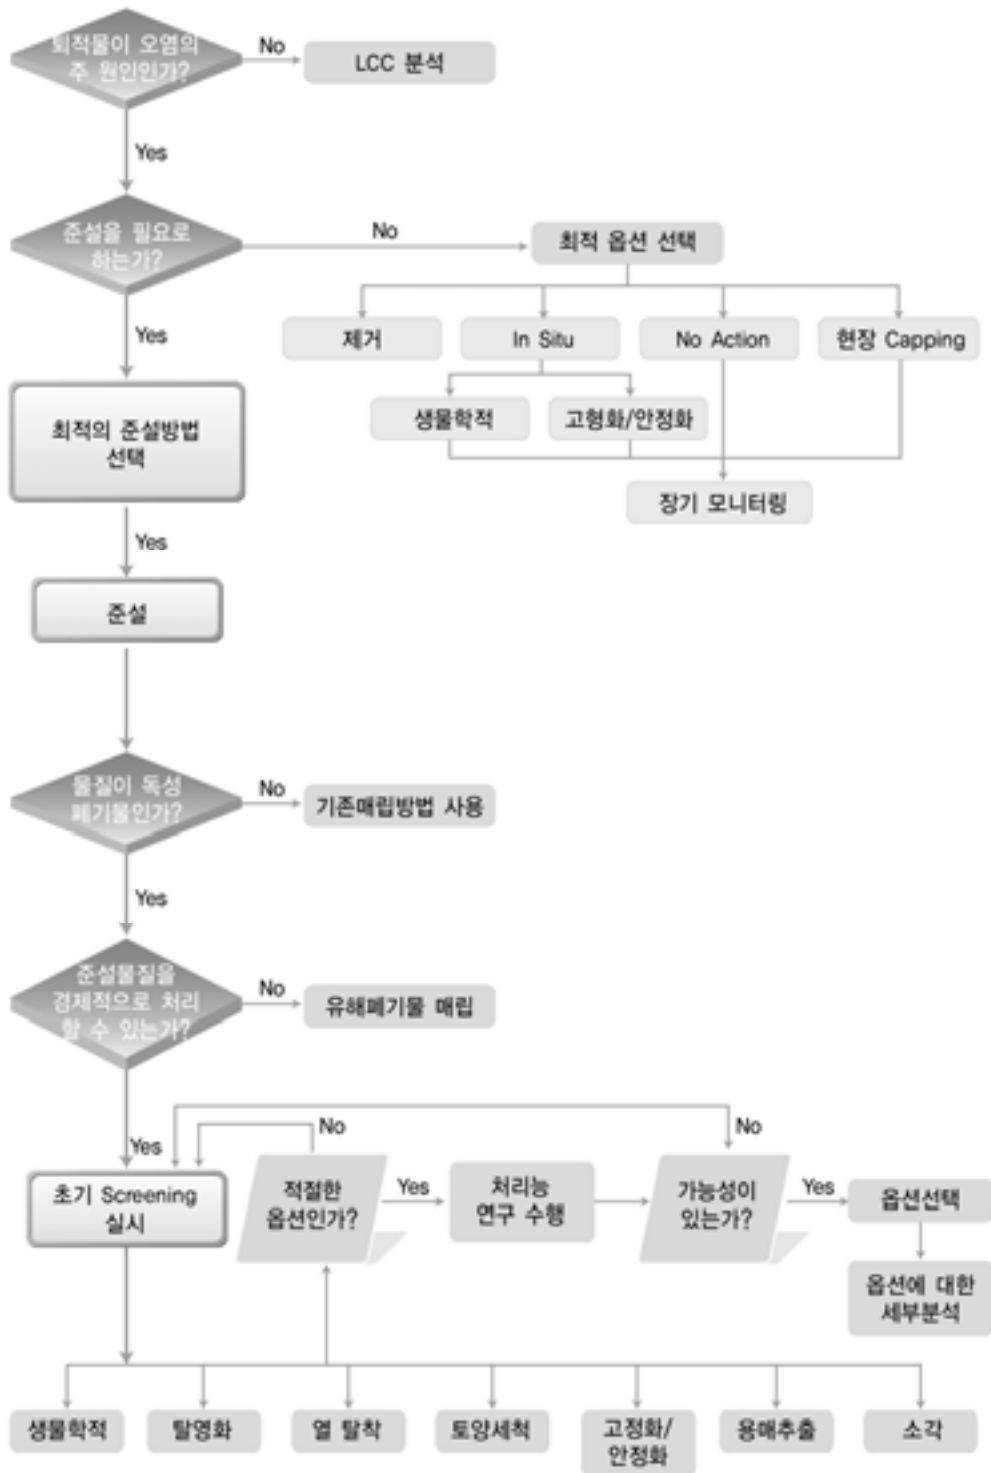 퇴적물이 오염의
주 원인인가?
No
LCC 분석
Yes
준설을 필요로
하는가?
No
최적 옵션 선택
Yes
제거
In Situ
No Action
현장 Capping
생물학적
고형화/안정화
최적의 준설방법
선택
장기 모니터링
Yes
준설
물질이 독성
폐기물인가?
No
기존매립방법 사용
Yes
준설물질을
경제적으로 처리
할 수 있는가?
No
유해폐기물 매립
Yes
No
No
초기 Screening
실시
적절한
옵션인가?
Yes
처리능
연구 수행
가능성이
있는가?
Yes
옵션선택
옵션에 대한
세부분석
생물학적
탈영화
열 탈착
토양세척
고정화/
안정화
용매추출
소각